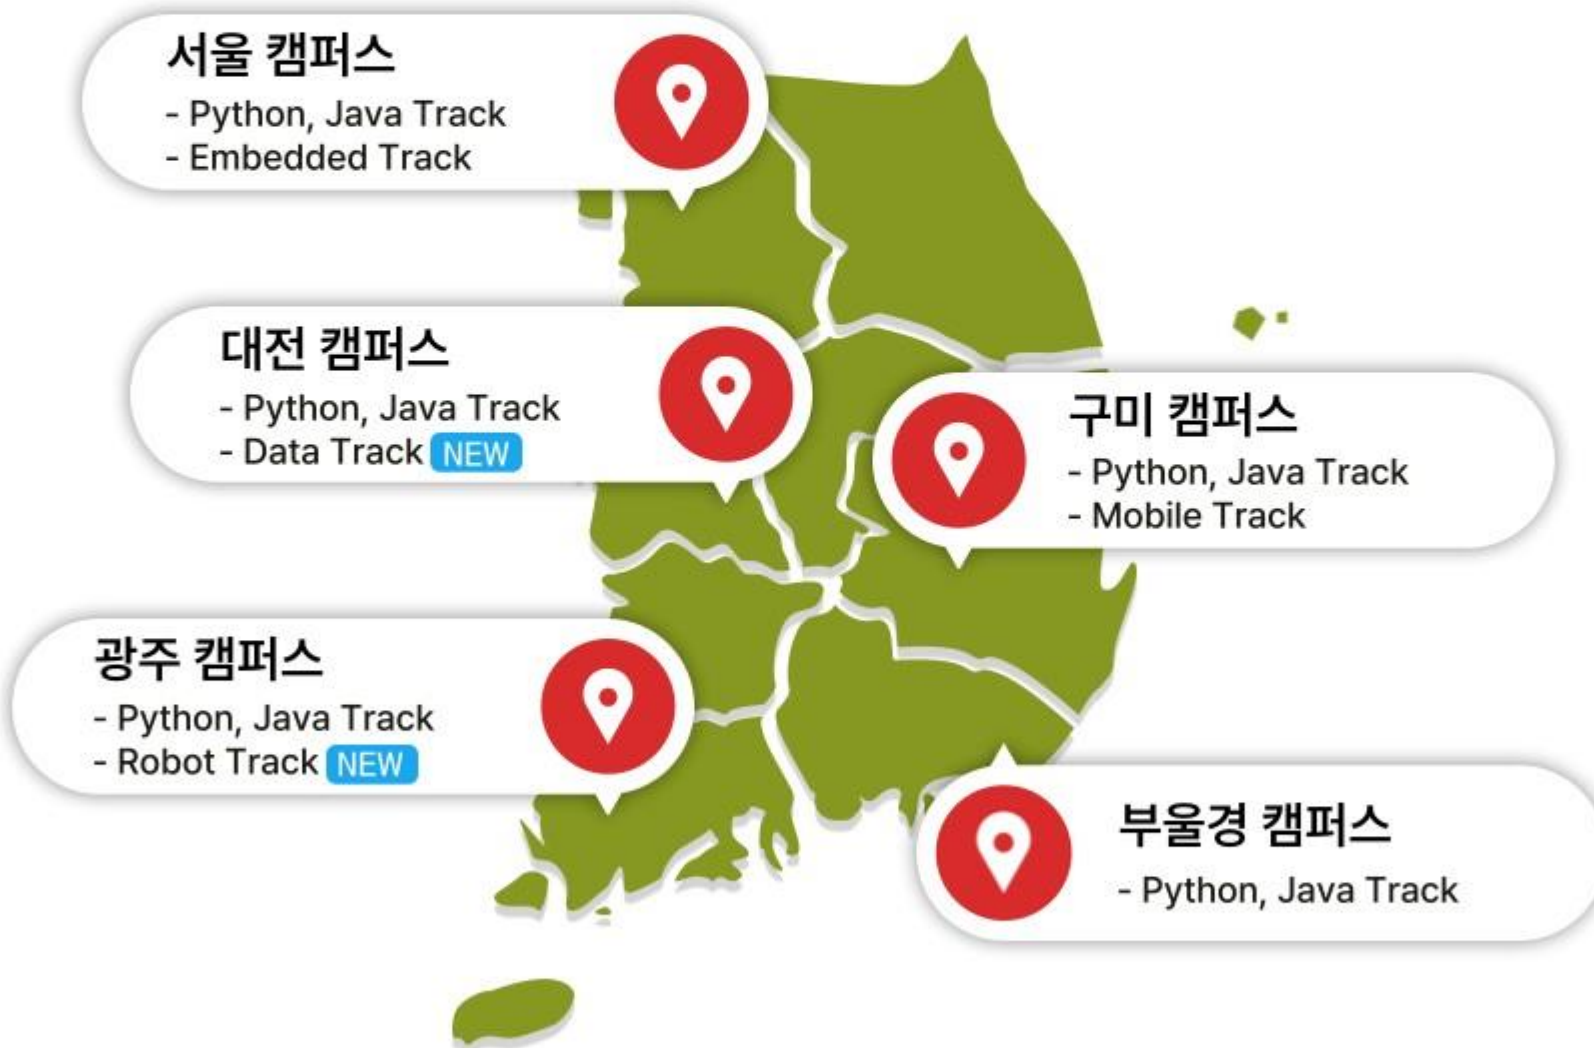 서울 캠퍼스
- Python, Java Track
- Embedded Track
대전 캠퍼스
- Python, Java Track
- Data Track NEW
구미 캠퍼스
- Python, Java Track
- Mobile Track
광주 캠퍼스
- Python, Java Track
- Robot Track NEW
부울경 캠퍼스
- Python, Java Track